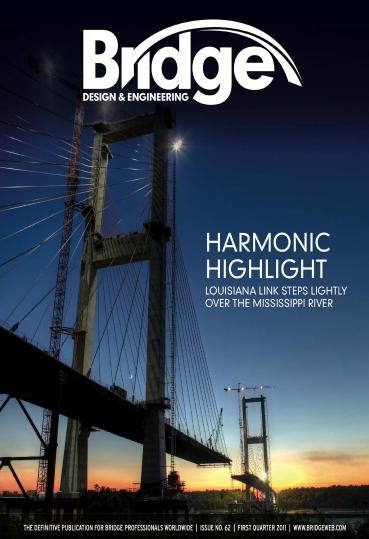 Bridge
DESIGN & ENGINEERING
HARMONIC
HIGHLIGHT
LOUISIANA LINK STEPS LIGHTLY
OVER THE MISSISSIPPI RIVER
THE DEFINITIVE PUBLICATION FOR BRIDGE PROFESSIONALS WORLDWIDE | ISSUE NO. 62 | FIRST QUARTER 2011 | WWW.BRIDGEWEB.COM